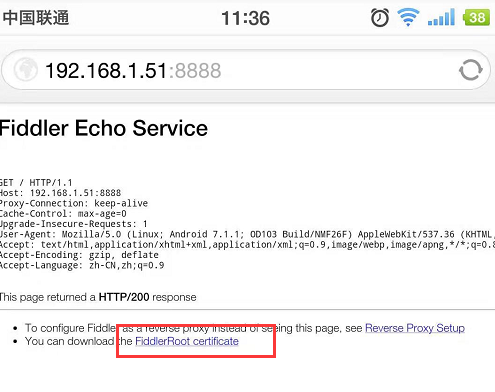 中国联通 11:36 38
192.168.1.51:8888
Fiddler Echo Service
GET / HTTP/1.1
Host: 192.168.1.51:8888
Proxy-Connection: keep-alive
Cache-Control: max-age=0
Upgrade-Insecure-Requests: 1
User-Agent: Mozilla/5.0 (Linux; Android 7.1.1; OD103 Build/NMF26F) AppleWebKit/537.36 (KHTML,
Accept: text/html,application/xhtml+xml,application/xml;q=0.9,image/webp,image/apng,*/*;q=0.8
Accept-Encoding: gzip, deflate
Accept-Language: zh-CN,zh;q=0.9
This page returned a HTTP/200 response
• To configure Fiddler as a reverse proxy instead of seeing this page, see Reverse Proxy Setup
• You can download the FiddlerRoot certificate